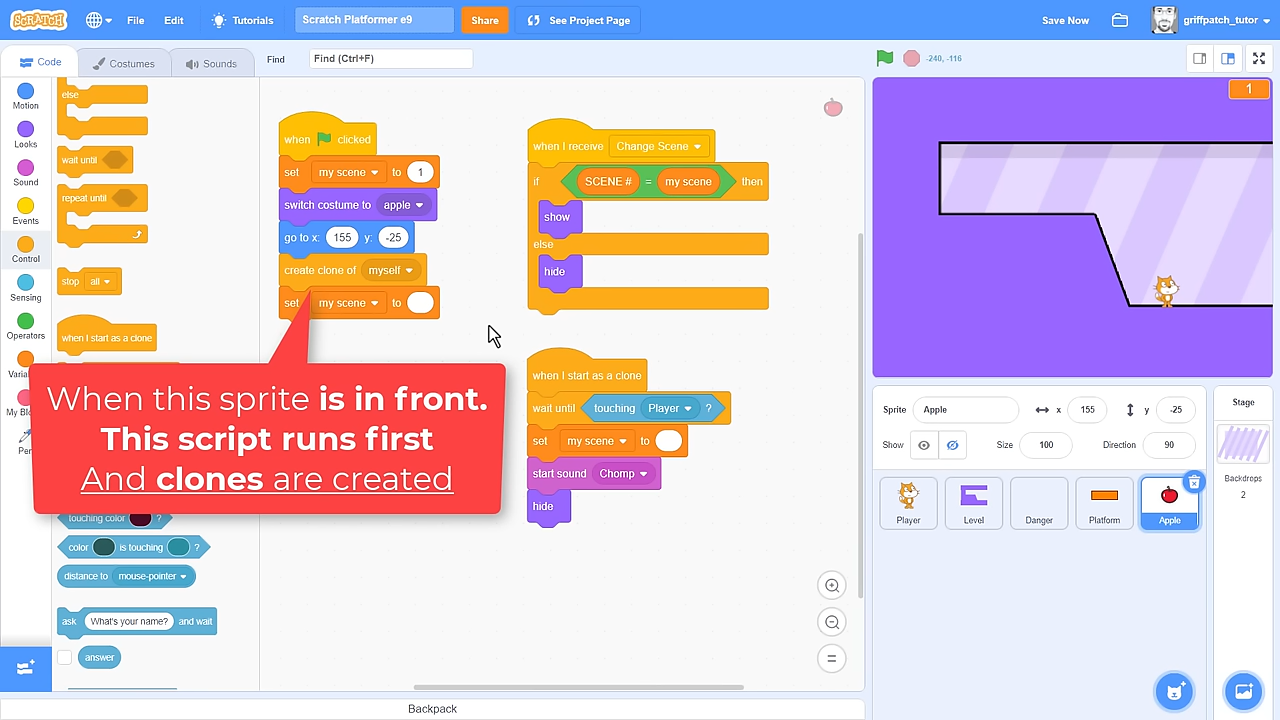 SCRATCH File Edit Tutorials Scratch Platformer e9 Share See Project Page Save Now griffpatch_tutor
Code Costumes Sounds Find Find (Ctrl+F) -240, -116
Motion
Looks
Sound
Events
Control
Sensing
Operators
else
wait until
repeat until
stop all
when I start as a clone
touching color ?
color is touching ?
distance to mouse-pointer
ask What's your name? and wait
answer
when clicked
set my scene to 1
switch costume to apple
go to x: 155 y: -25
create clone of myself
set my scene to
When this sprite is in front.
This script runs first
And clones are created
when I receive Change Scene
if SCENE # = my scene then
show
else
hide
when I start as a clone
wait until touching Player ?
set my scene to
start sound Chomp
hide
1
Sprite Apple x 155 y -25
Show Size 100 Direction 90
Player Level Danger Platform Apple
Stage
Backdrops
2
Backpack